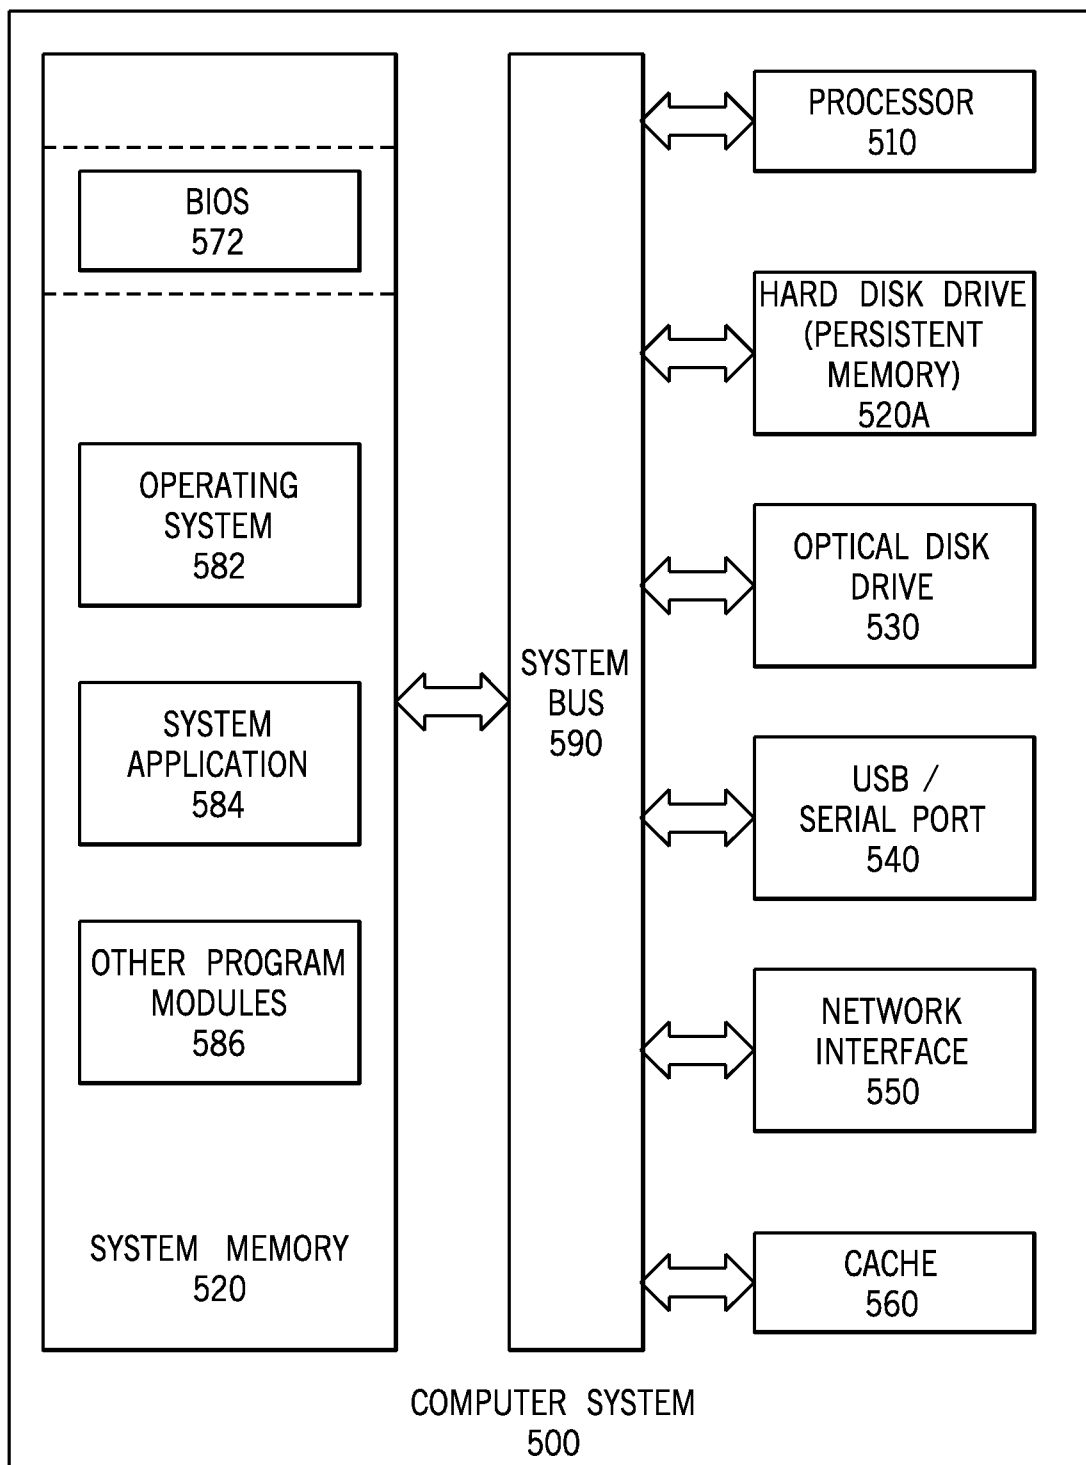 BIOS
572
OPERATING
SYSTEM
582
SYSTEM
APPLICATION
584
OTHER PROGRAM
MODULES
586
SYSTEM MEMORY
520
SYSTEM
BUS
590
PROCESSOR
510
HARD DISK DRIVE
(PERSISTENT
MEMORY)
520A
OPTICAL DISK
DRIVE
530
USB /
SERIAL PORT
540
NETWORK
INTERFACE
550
CACHE
560
COMPUTER SYSTEM
500